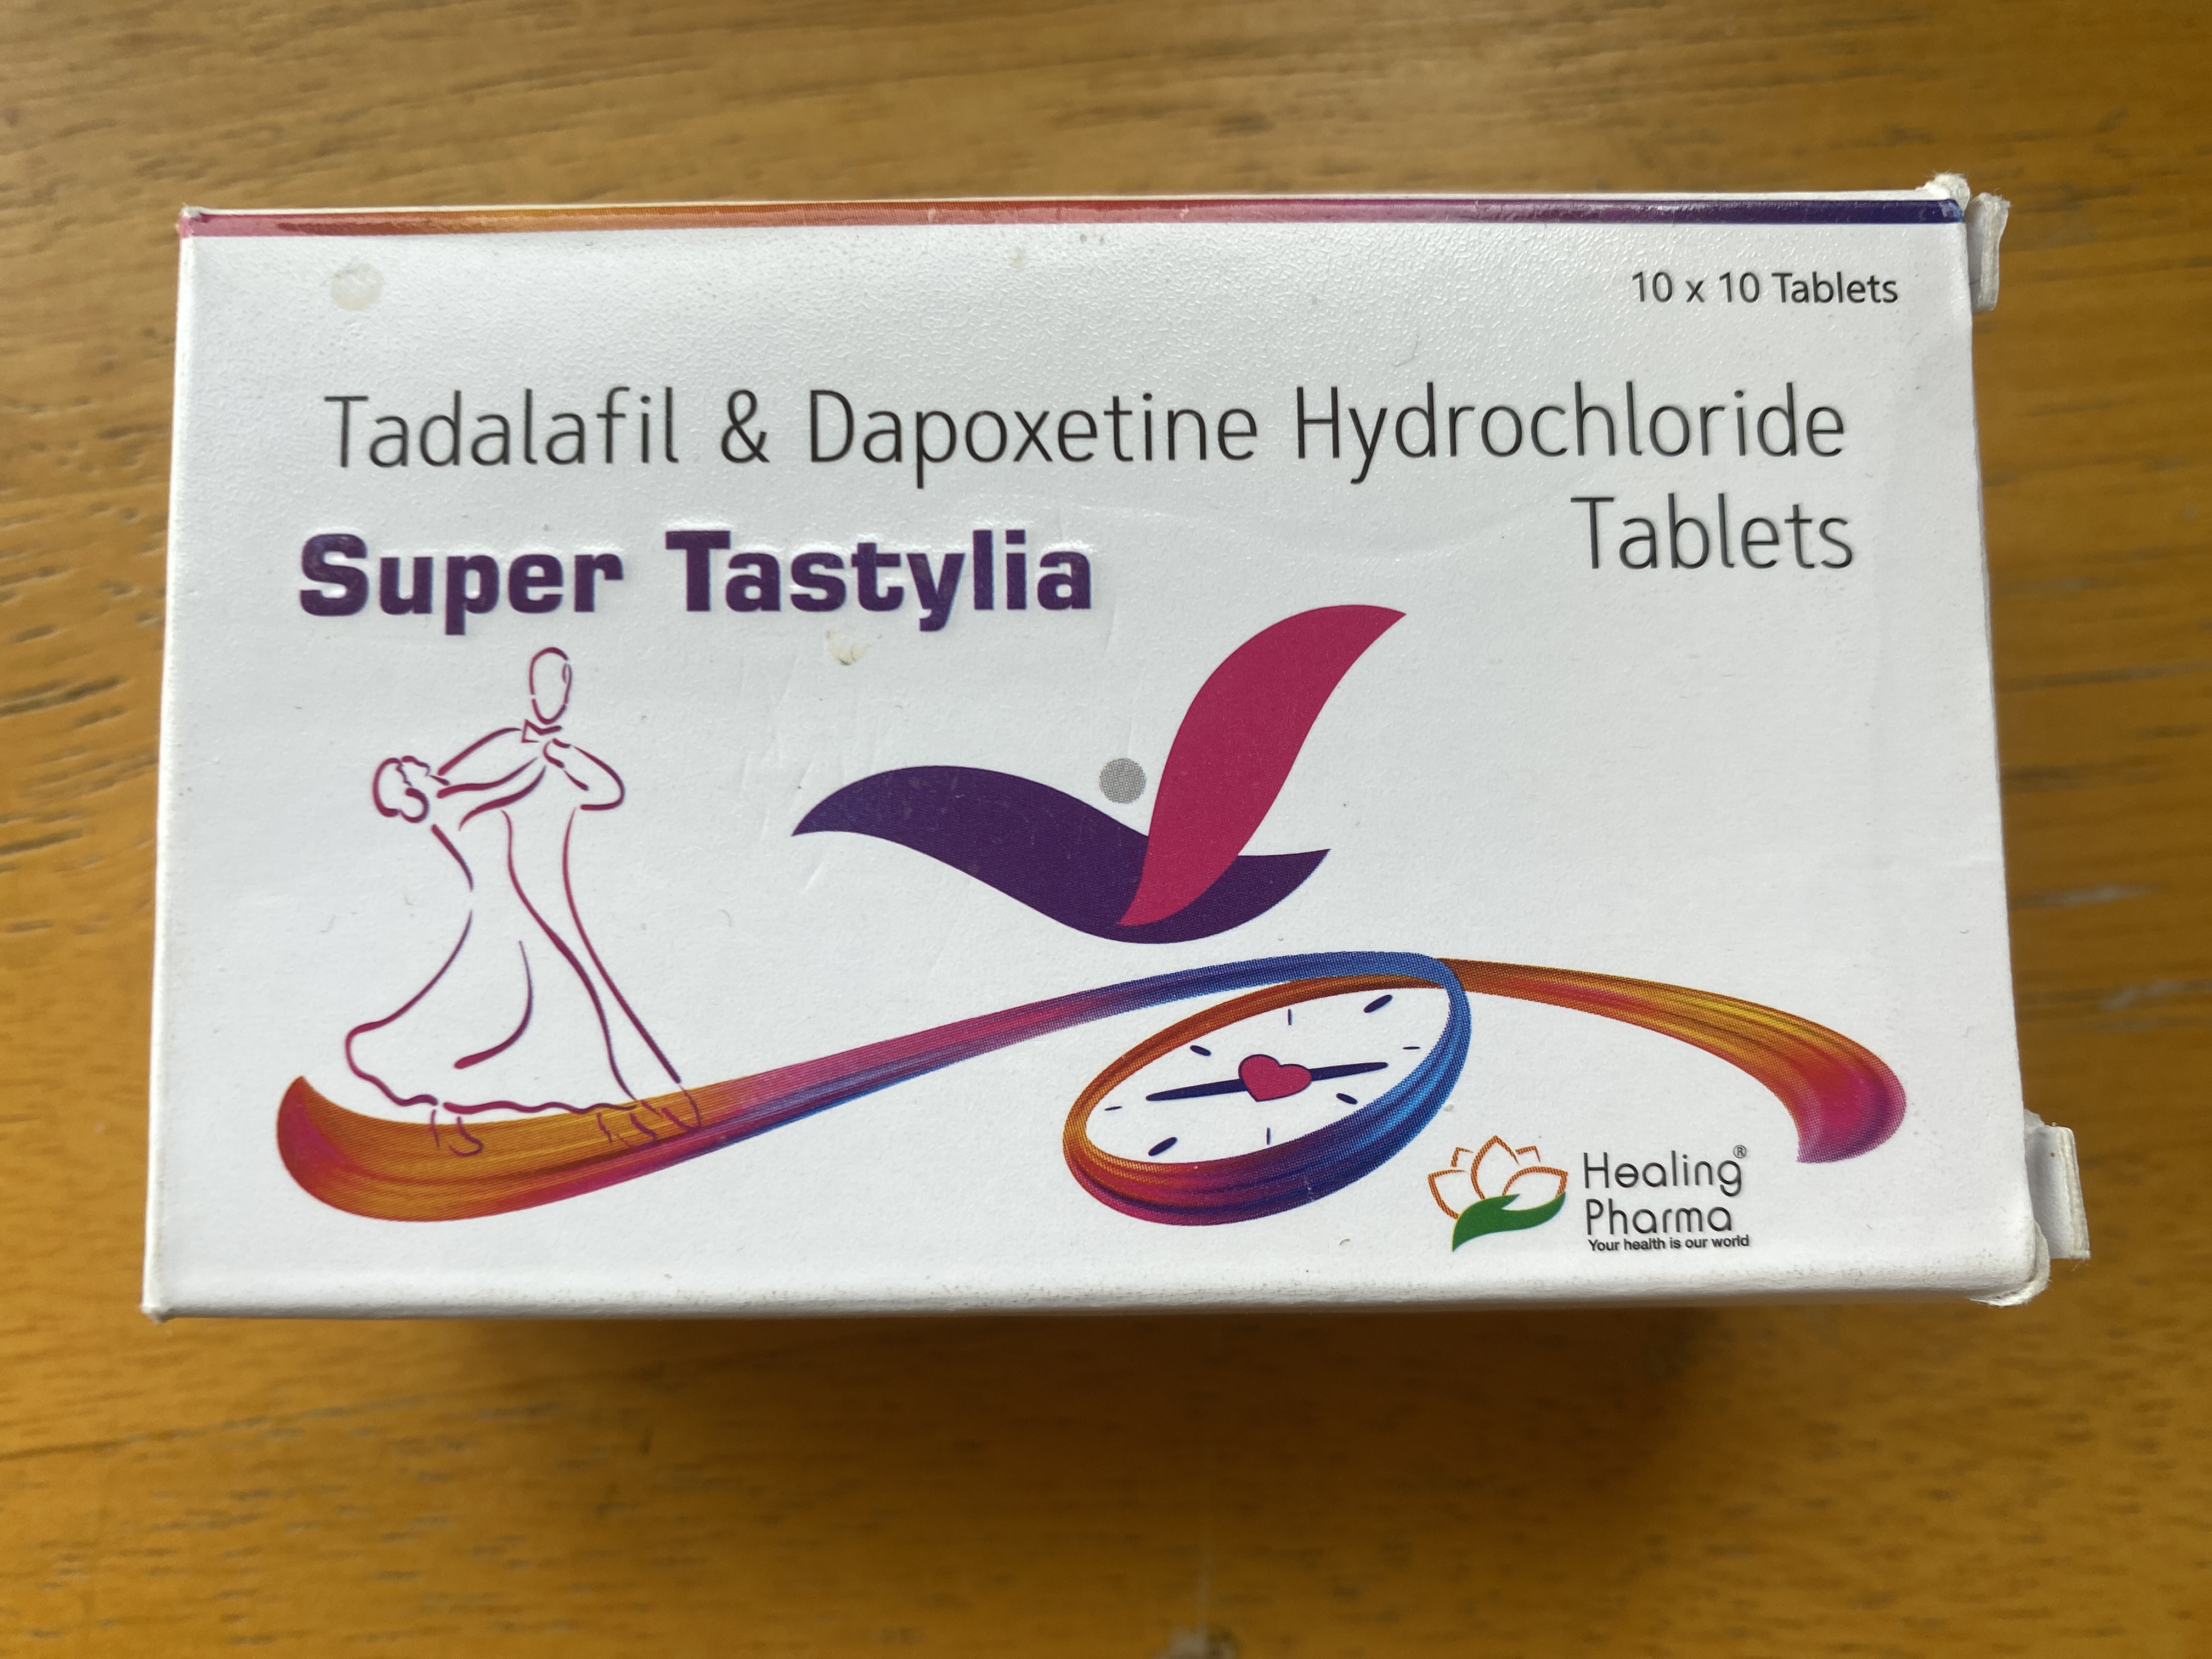 10 x 10 Tablets
Tadalafil & Dapoxetine Hydrochloride
Tablets
Super Tastylia
Healing®
Pharma
Your health is our world